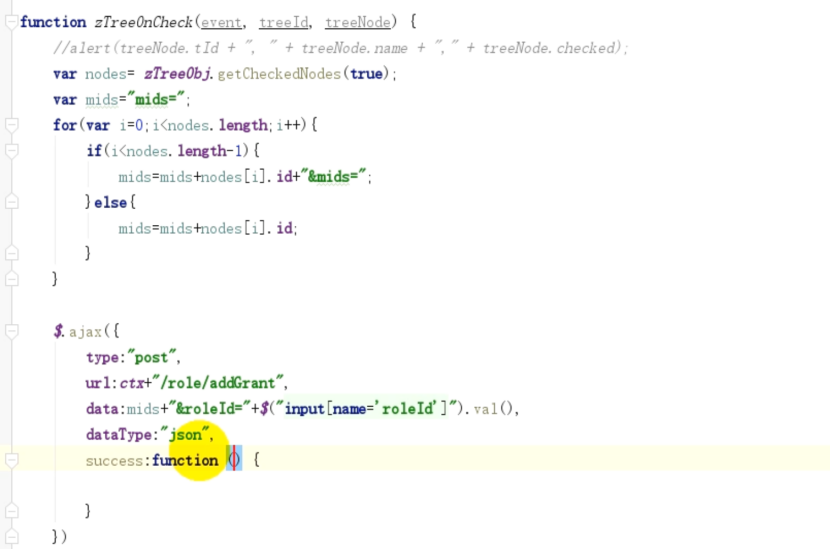 function zTreeOnCheck(event, treeId, treeNode) {
//alert(treeNode.tId + ", " + treeNode.name + "," + treeNode.checked);
var nodes= zTreeObj.getCheckedNodes(true);
var mids="mids=";
for(var i=0;i<nodes.length;i++){
if(i<nodes.length-1){
mids=mids+nodes[i].id+"&mids=";
}else{
mids=mids+nodes[i].id;
}
}
$.ajax({
type:"post",
url:ctx+"/role/addGrant",
data:mids+"&roleId="+$("input[name='roleId']").val(),
dataType:"json",
success:function () {
}
})